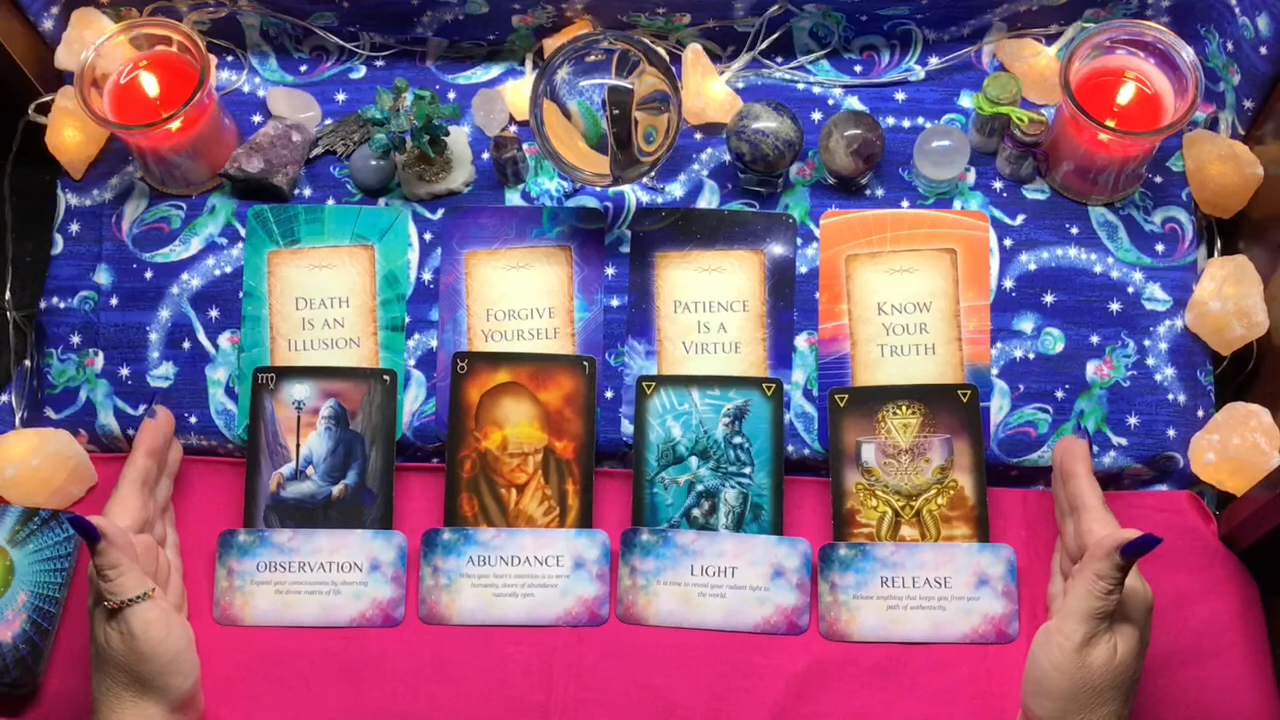 DEATH
IS AN
ILLUSION
FORGIVE
YOURSELF
PATIENCE
IS A
VIRTUE
KNOW
YOUR
TRUTH
OBSERVATION
Expand your consciousness by observing
the divine matrix of life.
ABUNDANCE
When your heart's intention is to serve
humanity, doors of abundance
naturally open.
LIGHT
It is time to reveal your radiant light to
the world.
RELEASE
Release anything that keeps you from your
path of authenticity.